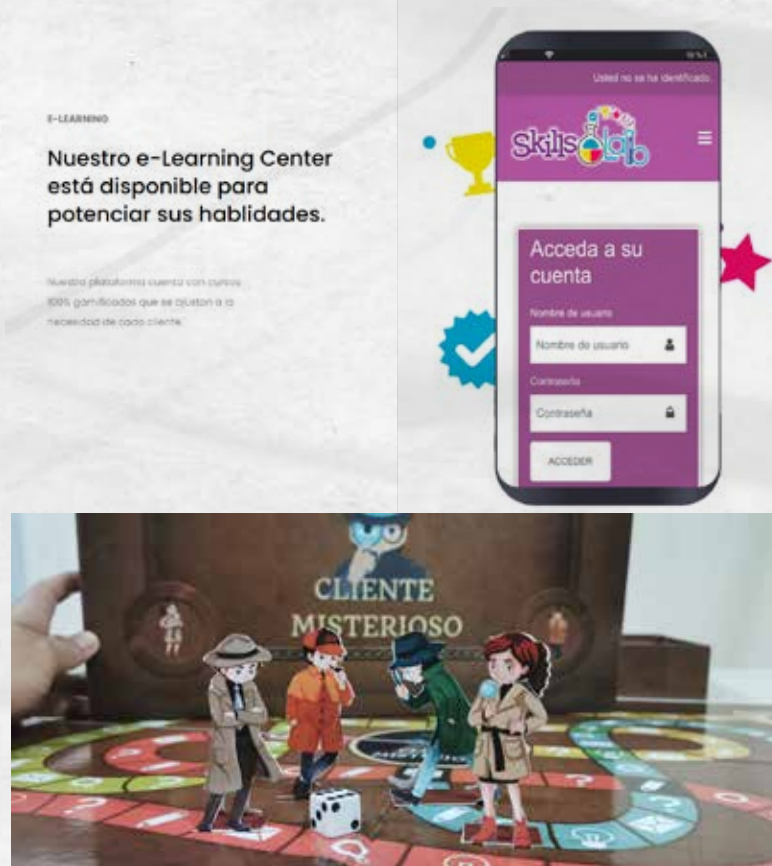 E-LEARNING
Nuestro e-Learning Center
está disponible para
potenciar sus hablidades.
Nuestra plataforma cuenta con cursos
100% gamificados que se ajustan a la
necesidad de cada cliente.
Usted no se ha identificado.
Skills Lab
Acceda a su
cuenta
Nombre de usuario
Nombre de usuario
Contraseña
Contraseña
ACCEDER
CLIENTE
MISTERIOSO